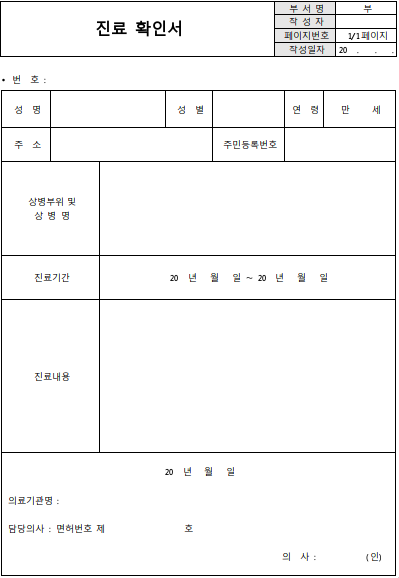 진료 확인서
부 서 명 부
작 성 자
페이지번호 1/1페이지
작성일자 20 . . .
• 번 호 :
성 명 성 별 연 령 만 세
주 소 주민등록번호
상병부위 및
상 병 명
진료기간 20 년 월 일 ~ 20 년 월 일
진료내용
20 년 월 일
의료기관명 :
담당의사 : 면허번호 제 호
의 사 : (인)